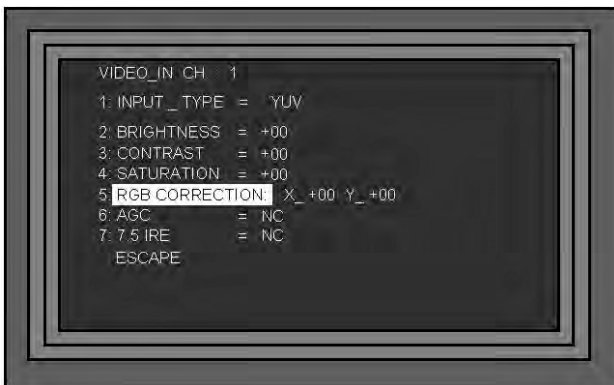 VIDEO_IN CH 1
1: INPUT _ TYPE = YUV
2: BRIGHTNESS = +00
3: CONTRAST = +00
4: SATURATION = +00
5: RGB CORRECTION: X_ +00 Y_ +00
6: AGC = NC
7: 7.5 IRE = NC
ESCAPE